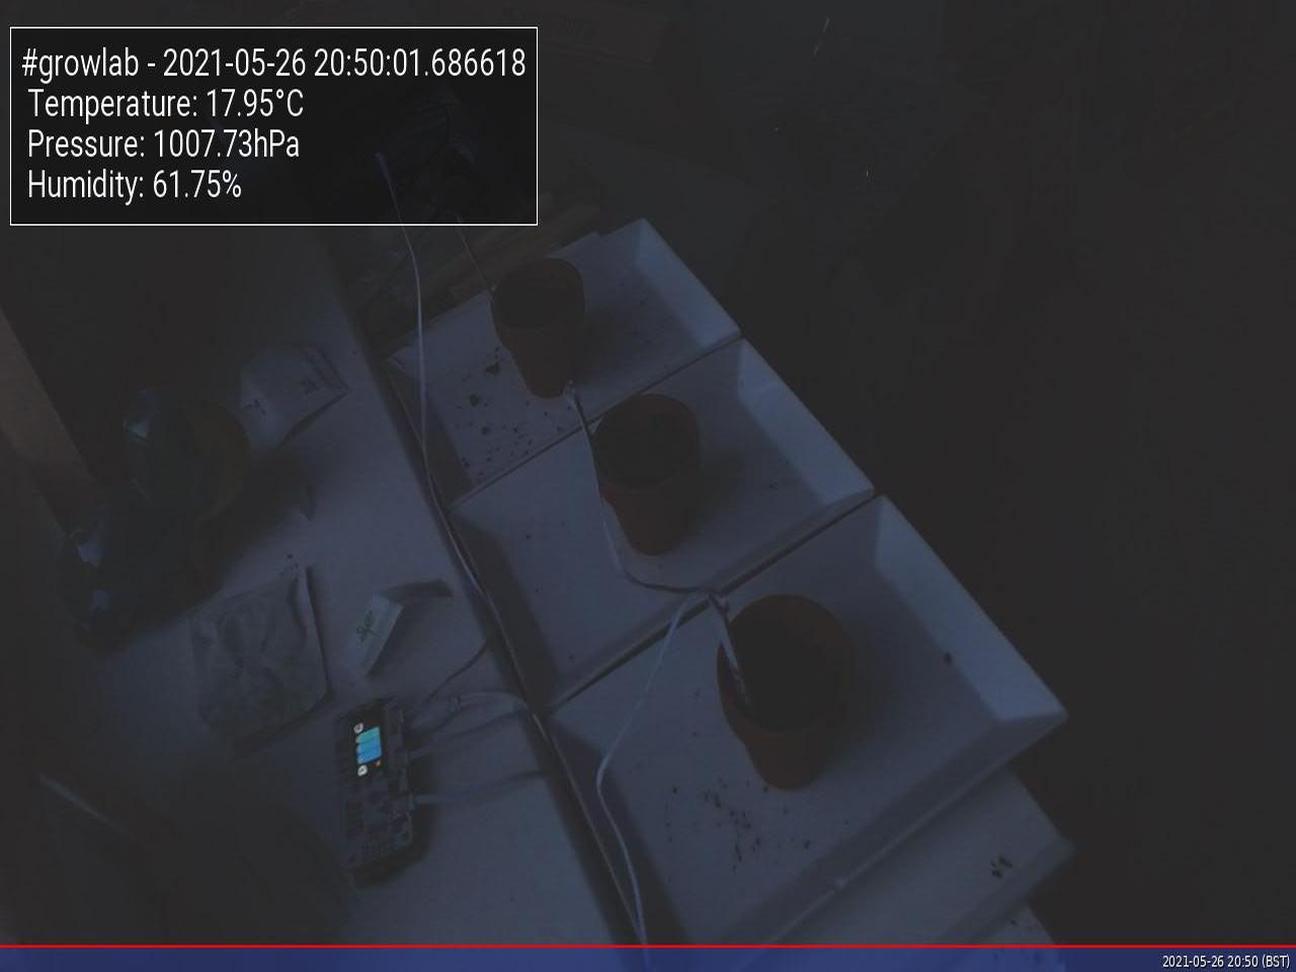 #growlab - 2021-05-26 20:50:01.686618
Temperature: 17.95°C
Pressure: 1007.73hPa
Humidity: 61.75%
2021-05-26 20:50 (BST)